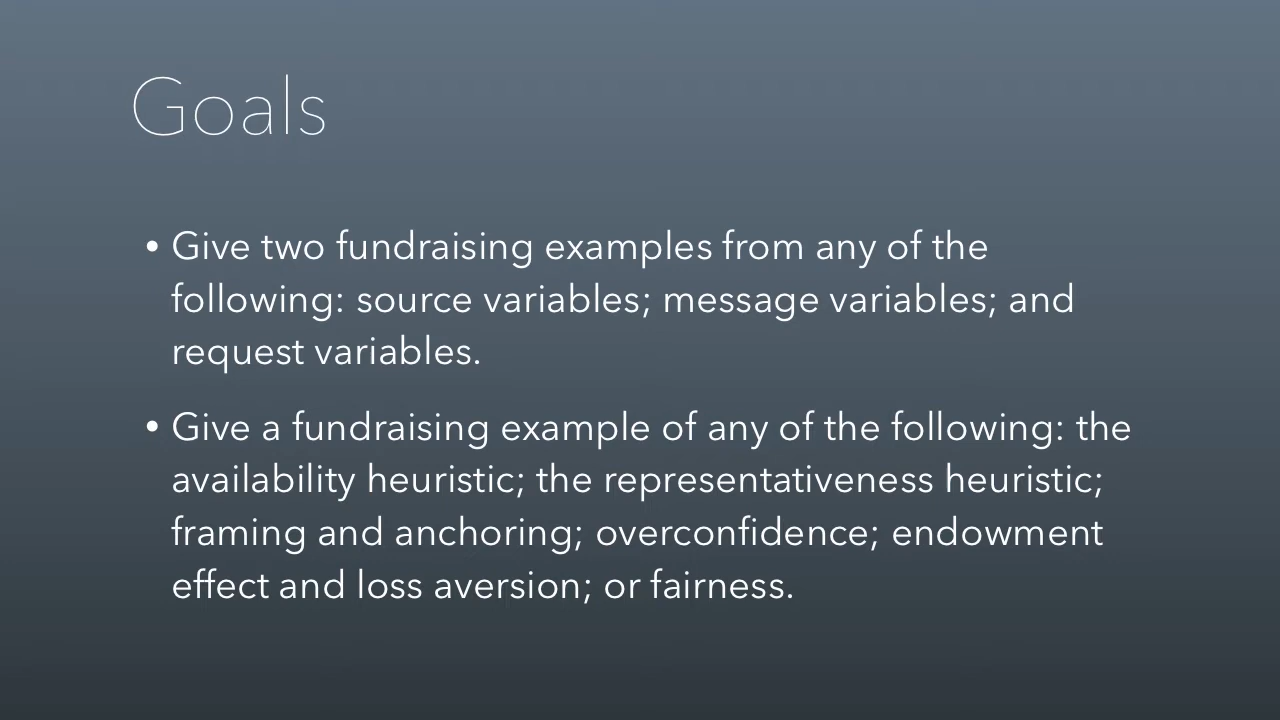 Goals
• Give two fundraising examples from any of the
following: source variables; message variables; and
request variables.
• Give a fundraising example of any of the following: the
availability heuristic; the representativeness heuristic;
framing and anchoring; overconfidence; endowment
effect and loss aversion; or fairness.